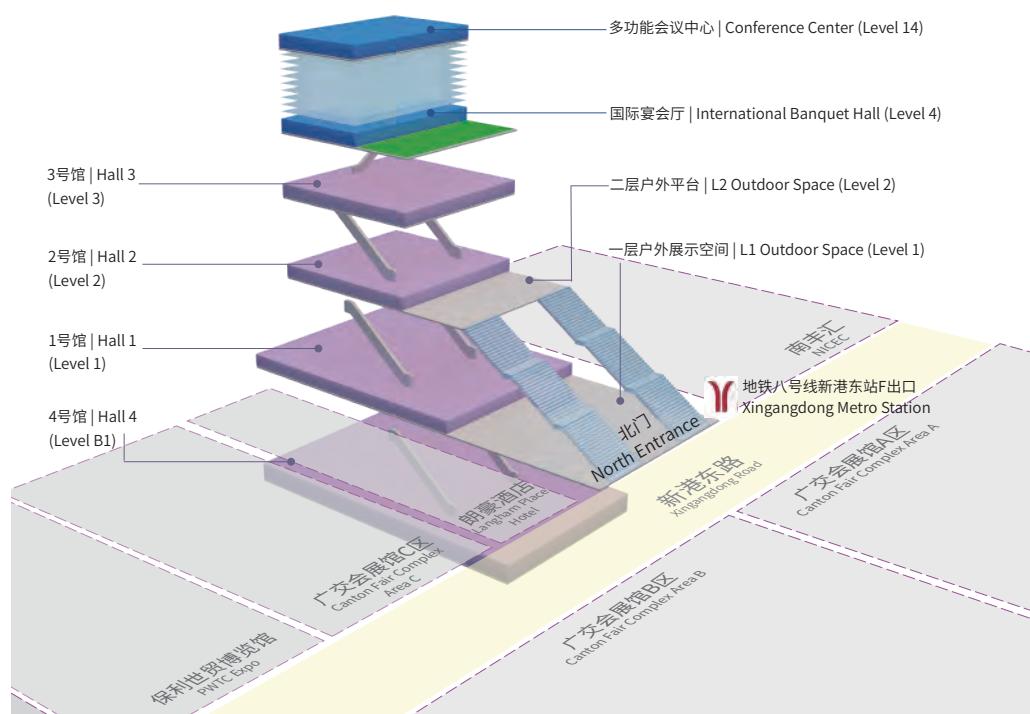 多功能会议中心 | Conference Center (Level 14)
国际宴会厅 | International Banquet Hall (Level 4)
3号馆 | Hall 3
(Level 3)
二层户外平台 | L2 Outdoor Space (Level 2)
2号馆 | Hall 2
(Level 2)
一层户外展示空间 | L1 Outdoor Space (Level 1)
1号馆 | Hall 1
(Level 1)
南丰汇
NICEC
地铁八号线新港东站F出口
Xingangdong Metro Station
4号馆 | Hall 4
(Level B1)
北门
North Entrance
新港东路
Xingangdong Road
广交会展馆A区
Canton Fair Complex Area A
朗豪酒店
Langham Place
Hotel
广交会展馆C区
Canton Fair Complex
Area C
广交会展馆B区
Canton Fair Complex Area B
保利世贸博览馆
PWTC Expo